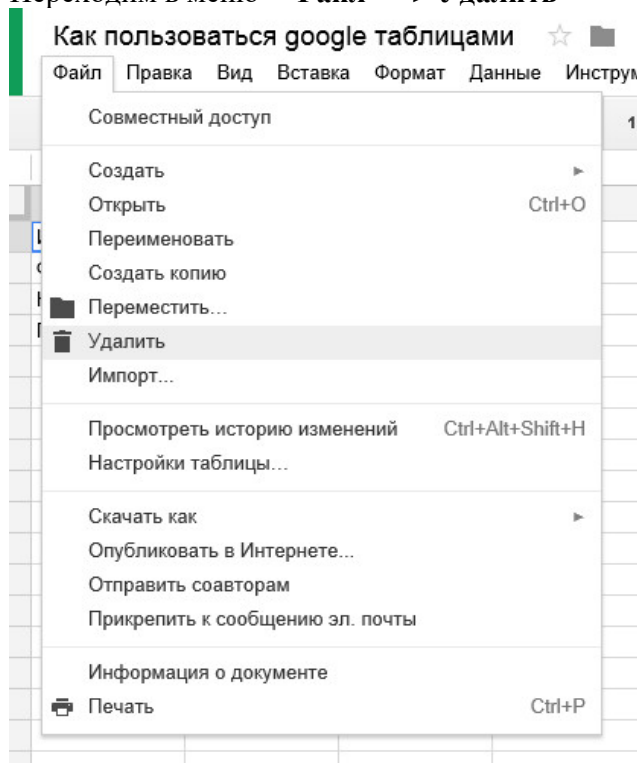 Как пользоваться google таблицами
Файл Правка Вид Вставка Формат Данные Инструм
Совместный доступ
1
Создать
Открыть Ctrl+O
Переименовать
Создать копию
Переместить...
Удалить
Импорт...
Просмотреть историю изменений Ctrl+Alt+Shift+H
Настройки таблицы...
Скачать как
Опубликовать в Интернете...
Отправить соавторам
Прикрепить к сообщению эл. почты
Информация о документе
Печать Ctrl+P